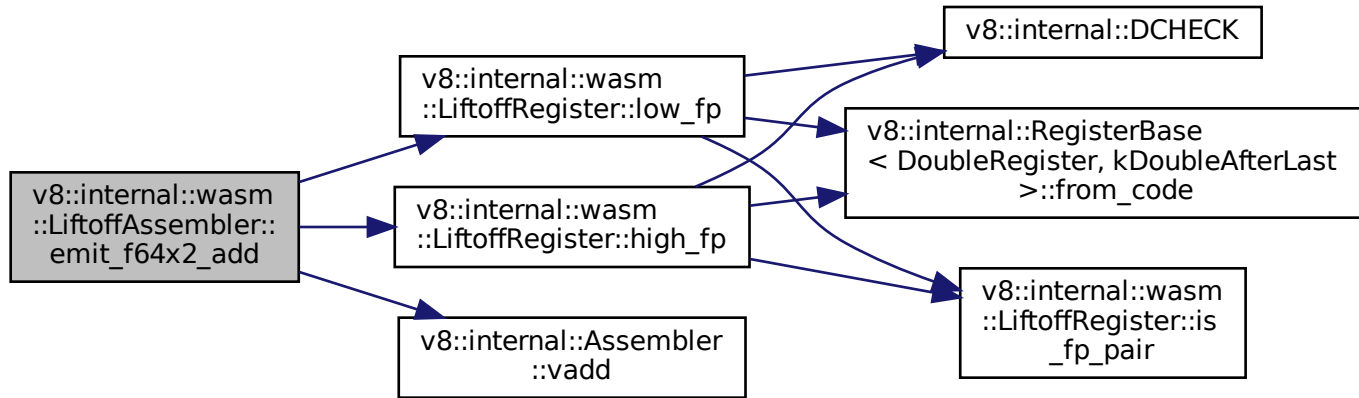 v8::internal::wasm
::LiftoffAssembler::
emit_f64x2_add
v8::internal::wasm
::LiftoffRegister::low_fp
v8::internal::wasm
::LiftoffRegister::high_fp
v8::internal::Assembler
::vadd
v8::internal::DCHECK
v8::internal::RegisterBase
< DoubleRegister, kDoubleAfterLast
>::from_code
v8::internal::wasm
::LiftoffRegister::is
_fp_pair